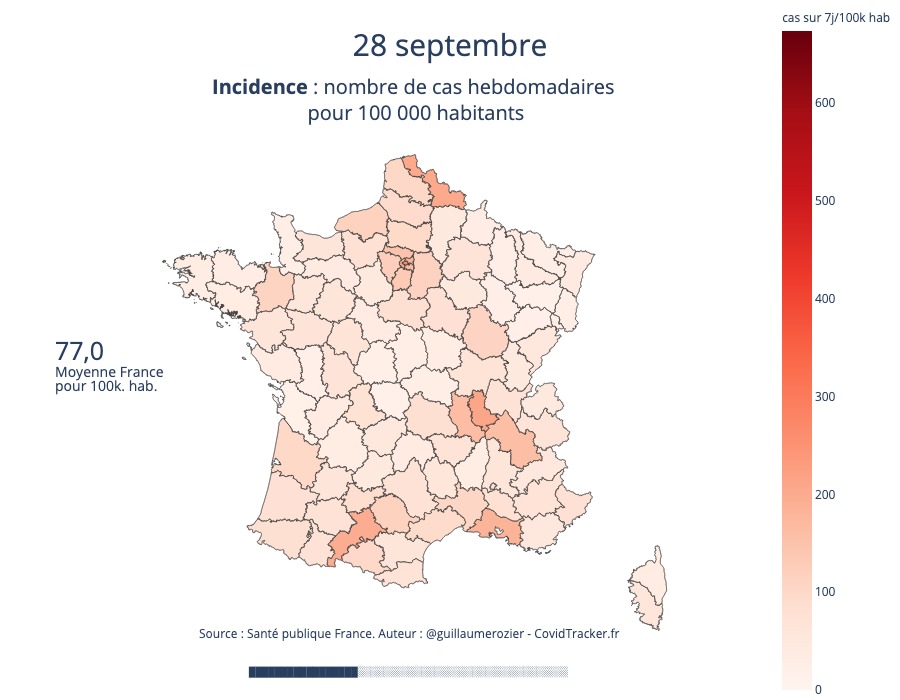 cas sur 7j/100k hab
28 septembre
Incidence : nombre de cas hebdomadaires
pour 100 000 habitants
600
500
400
300
200
100
0
77,0
Moyenne France
pour 100k. hab.
Source : Santé publique France. Auteur : @guillaumerozier - CovidTracker.fr